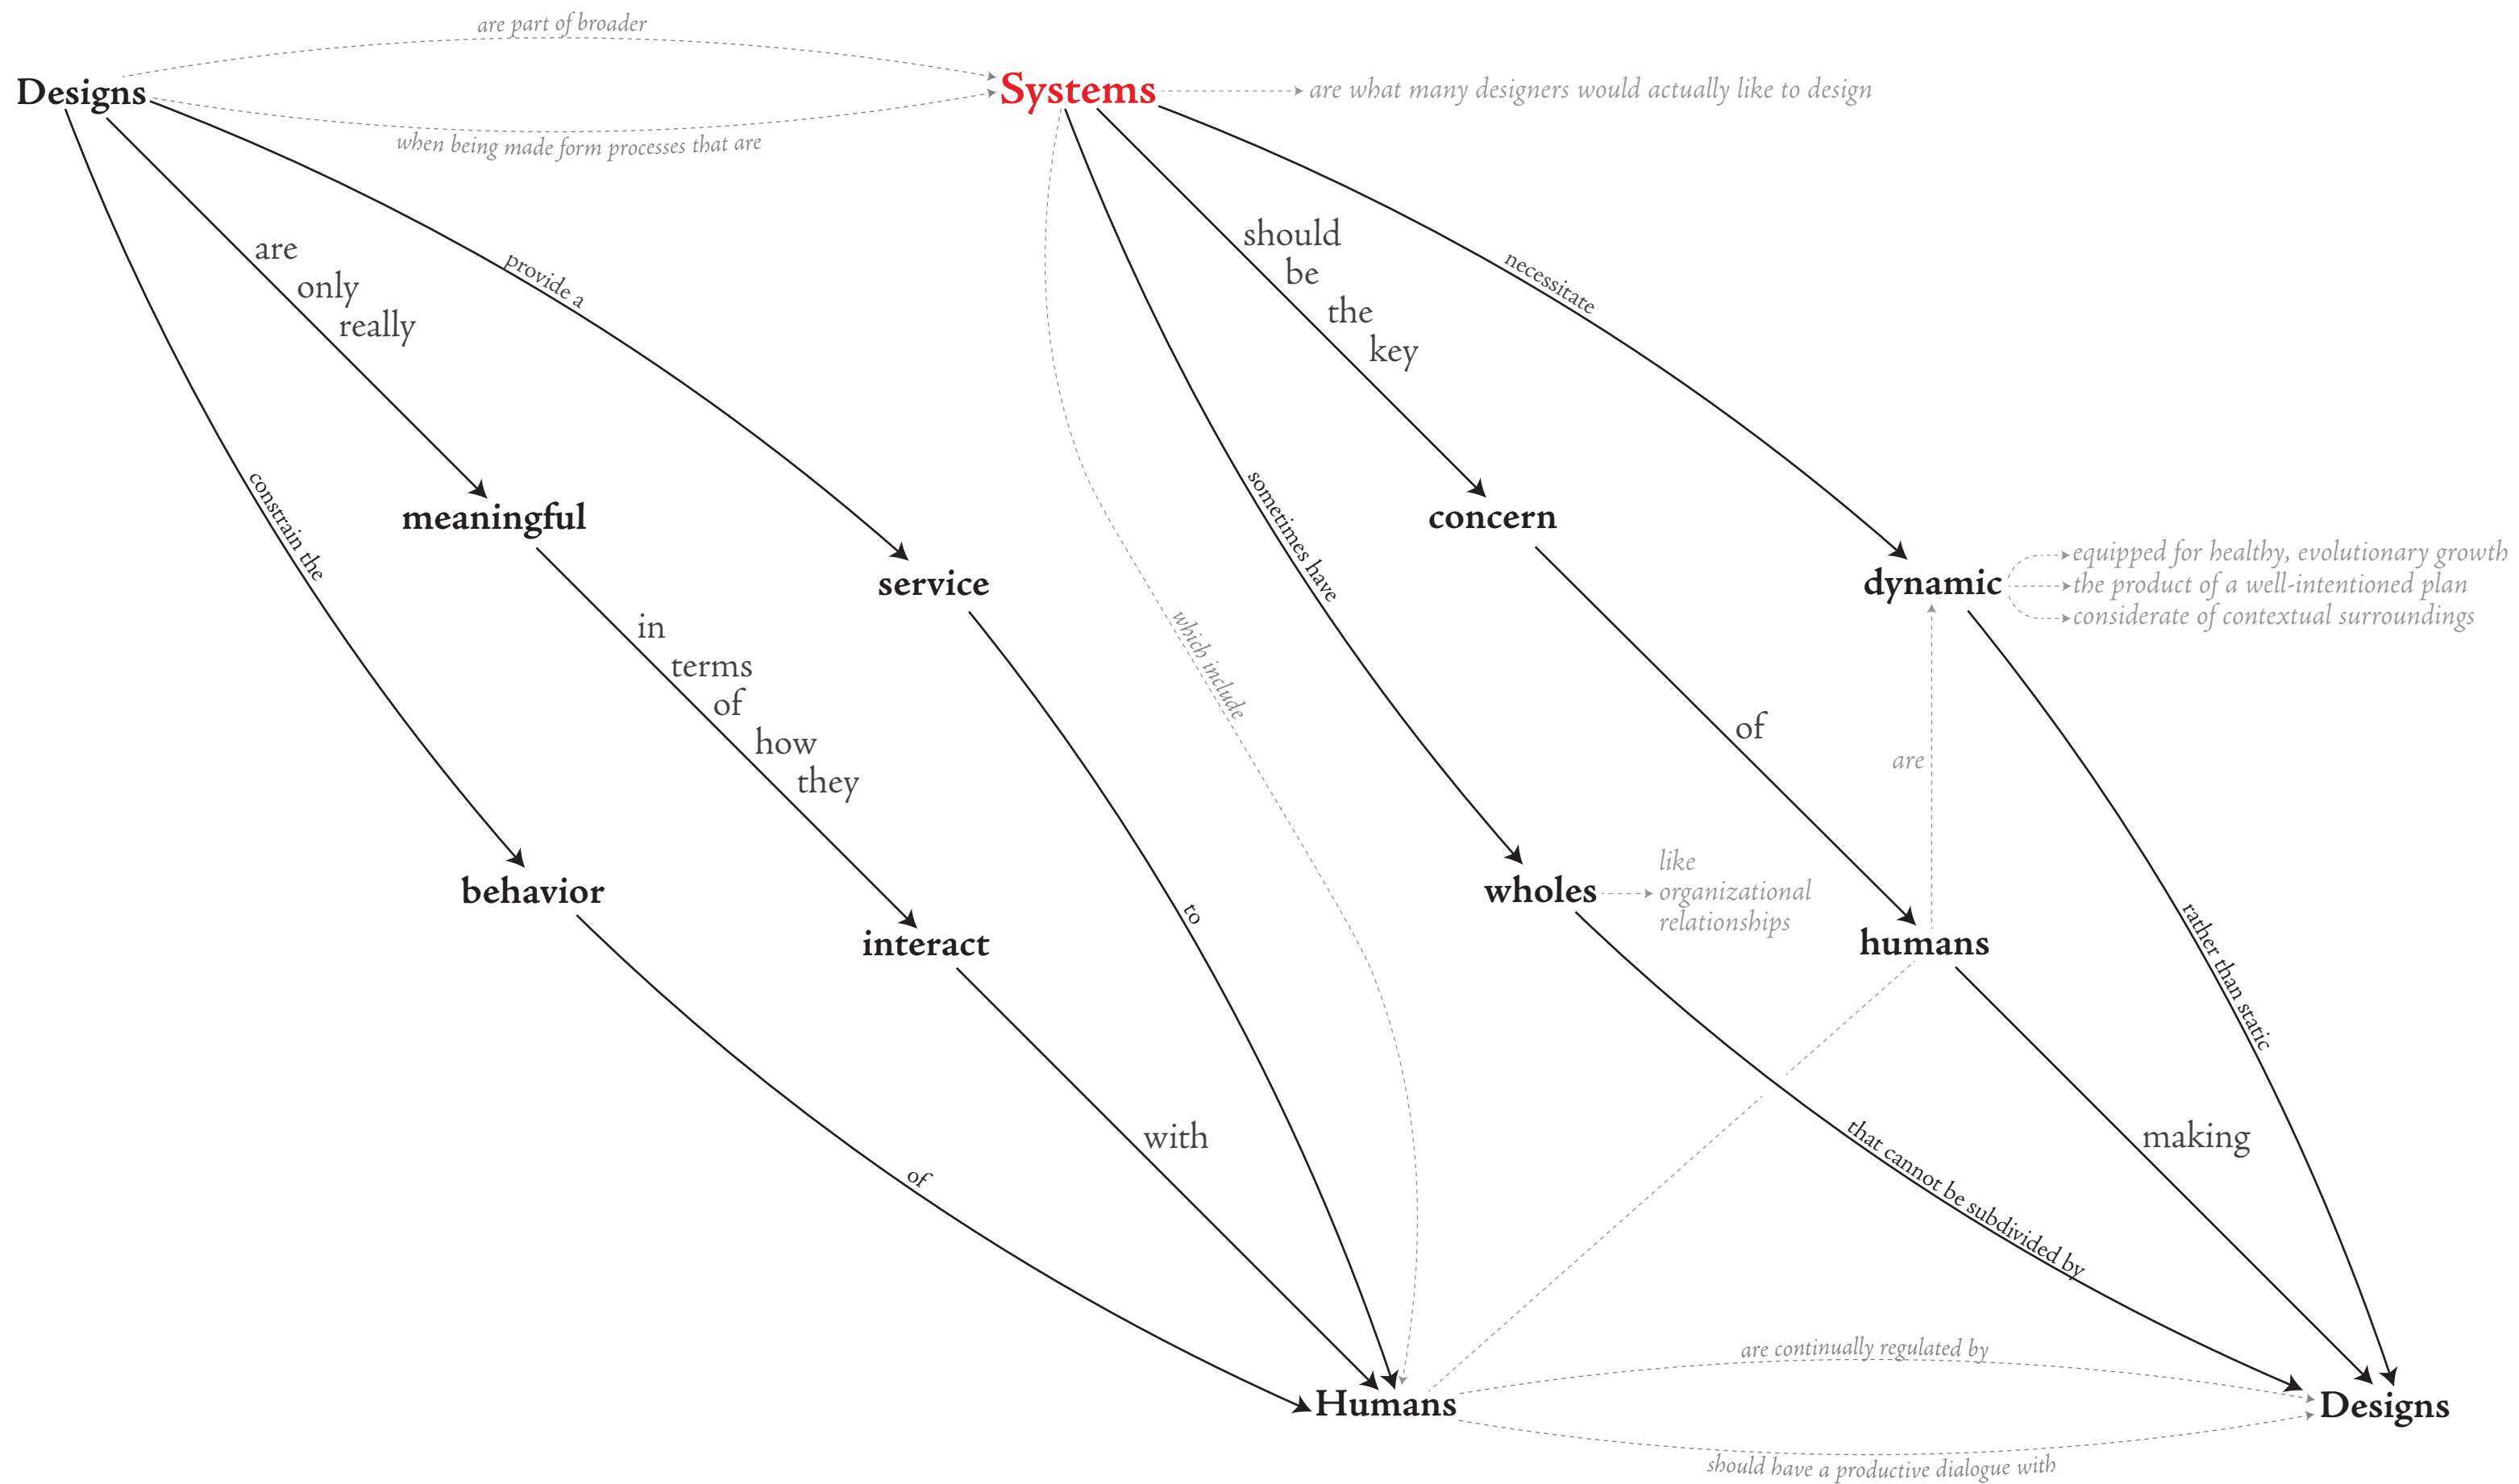 are part of broader
Designs
Systems
are what many designers would actually like to design
when being made form processes that are
are
only
really
provide a
should
be
the
key
necessitate
constrain the
meaningful
sometimes have
concern
service
dynamic
equipped for healthy, evolutionary growth
the product of a well-intentioned plan
considerate of contextual surroundings
in
terms
of
how
they
which include
of
are
behavior
interact
to
wholes
like
organizational
relationships
humans
rather than static
of
with
that cannot be subdivided by
making
are continually regulated by
Humans
Designs
should have a productive dialogue with